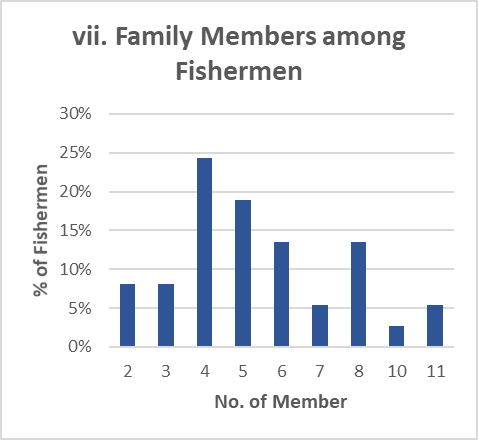 vii. Family Members among
Fishermen
30%
25%
20%
15%
10%
5%
0%
% of Fishermen
2 3 4 5 6 7 8 10 11
No. of Member